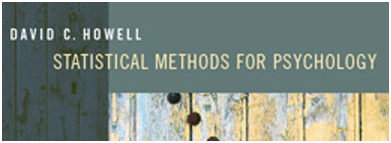 DAVID C. HOWELL
STATISTICAL METHODS FOR PSYCHOLOGY